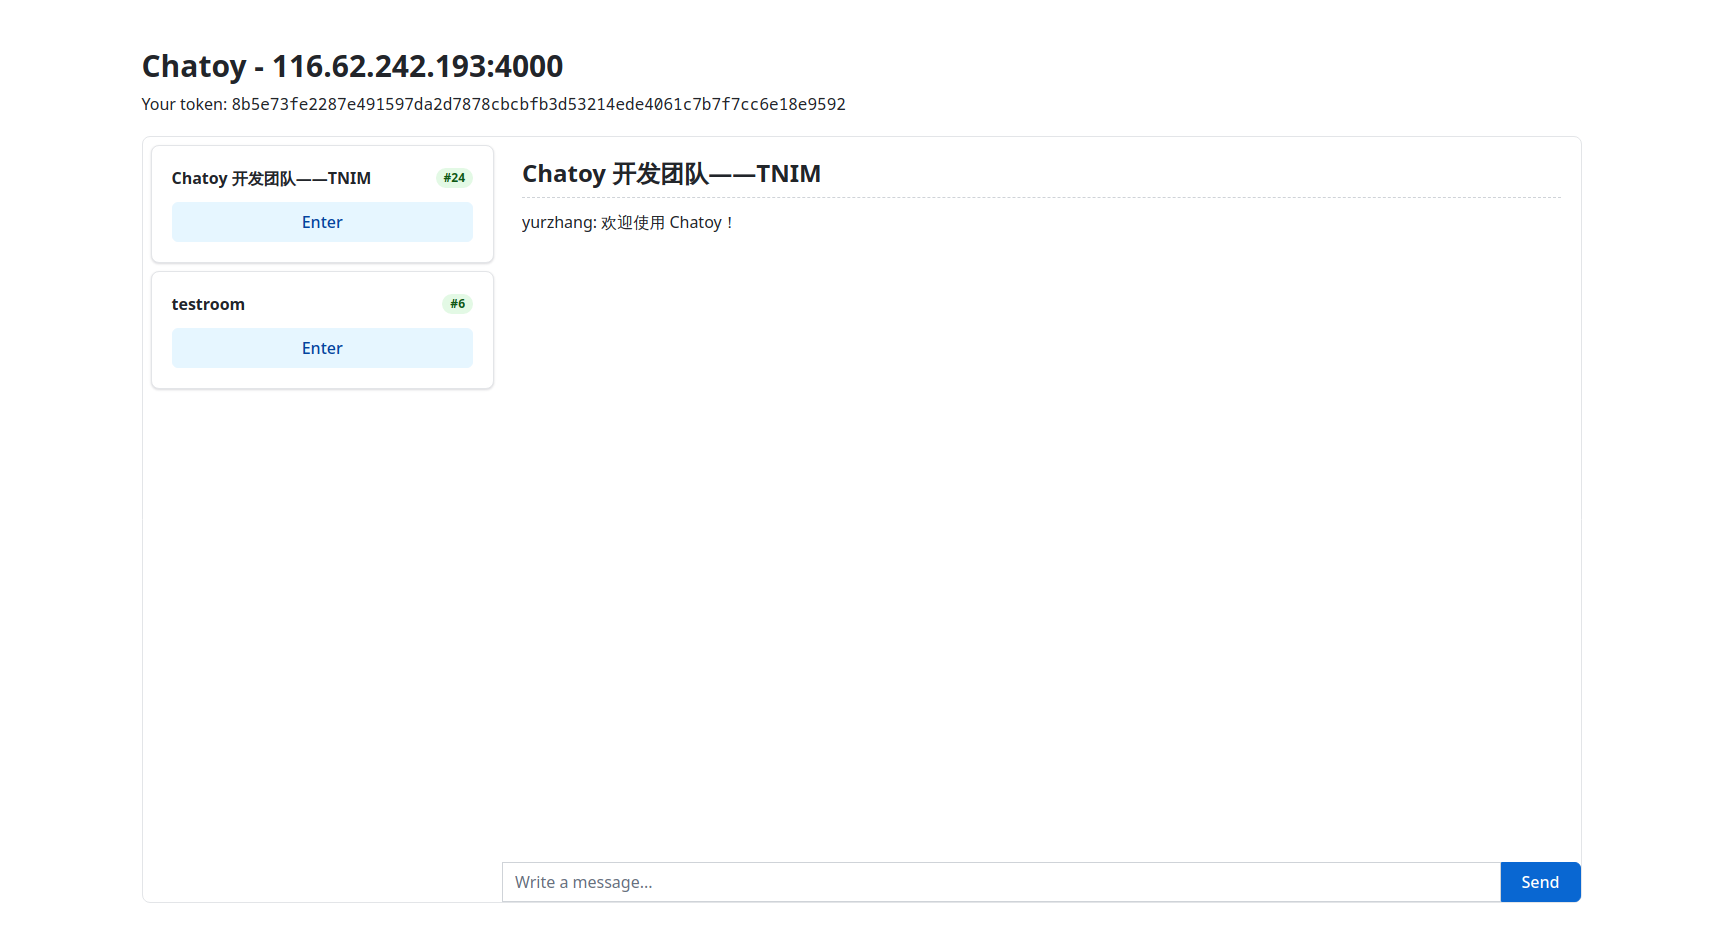 Chatoy - 116.62.242.193:4000
Your token: 8b5e73fe2287e491597da2d7878cbcbfb3d53214ede4061c7b7f7cc6e18e9592
Chatoy 开发团队——TNIM #24
Enter
testroom #6
Enter
Chatoy 开发团队——TNIM
yurzhang: 欢迎使用 Chatoy！
Write a message...
Send